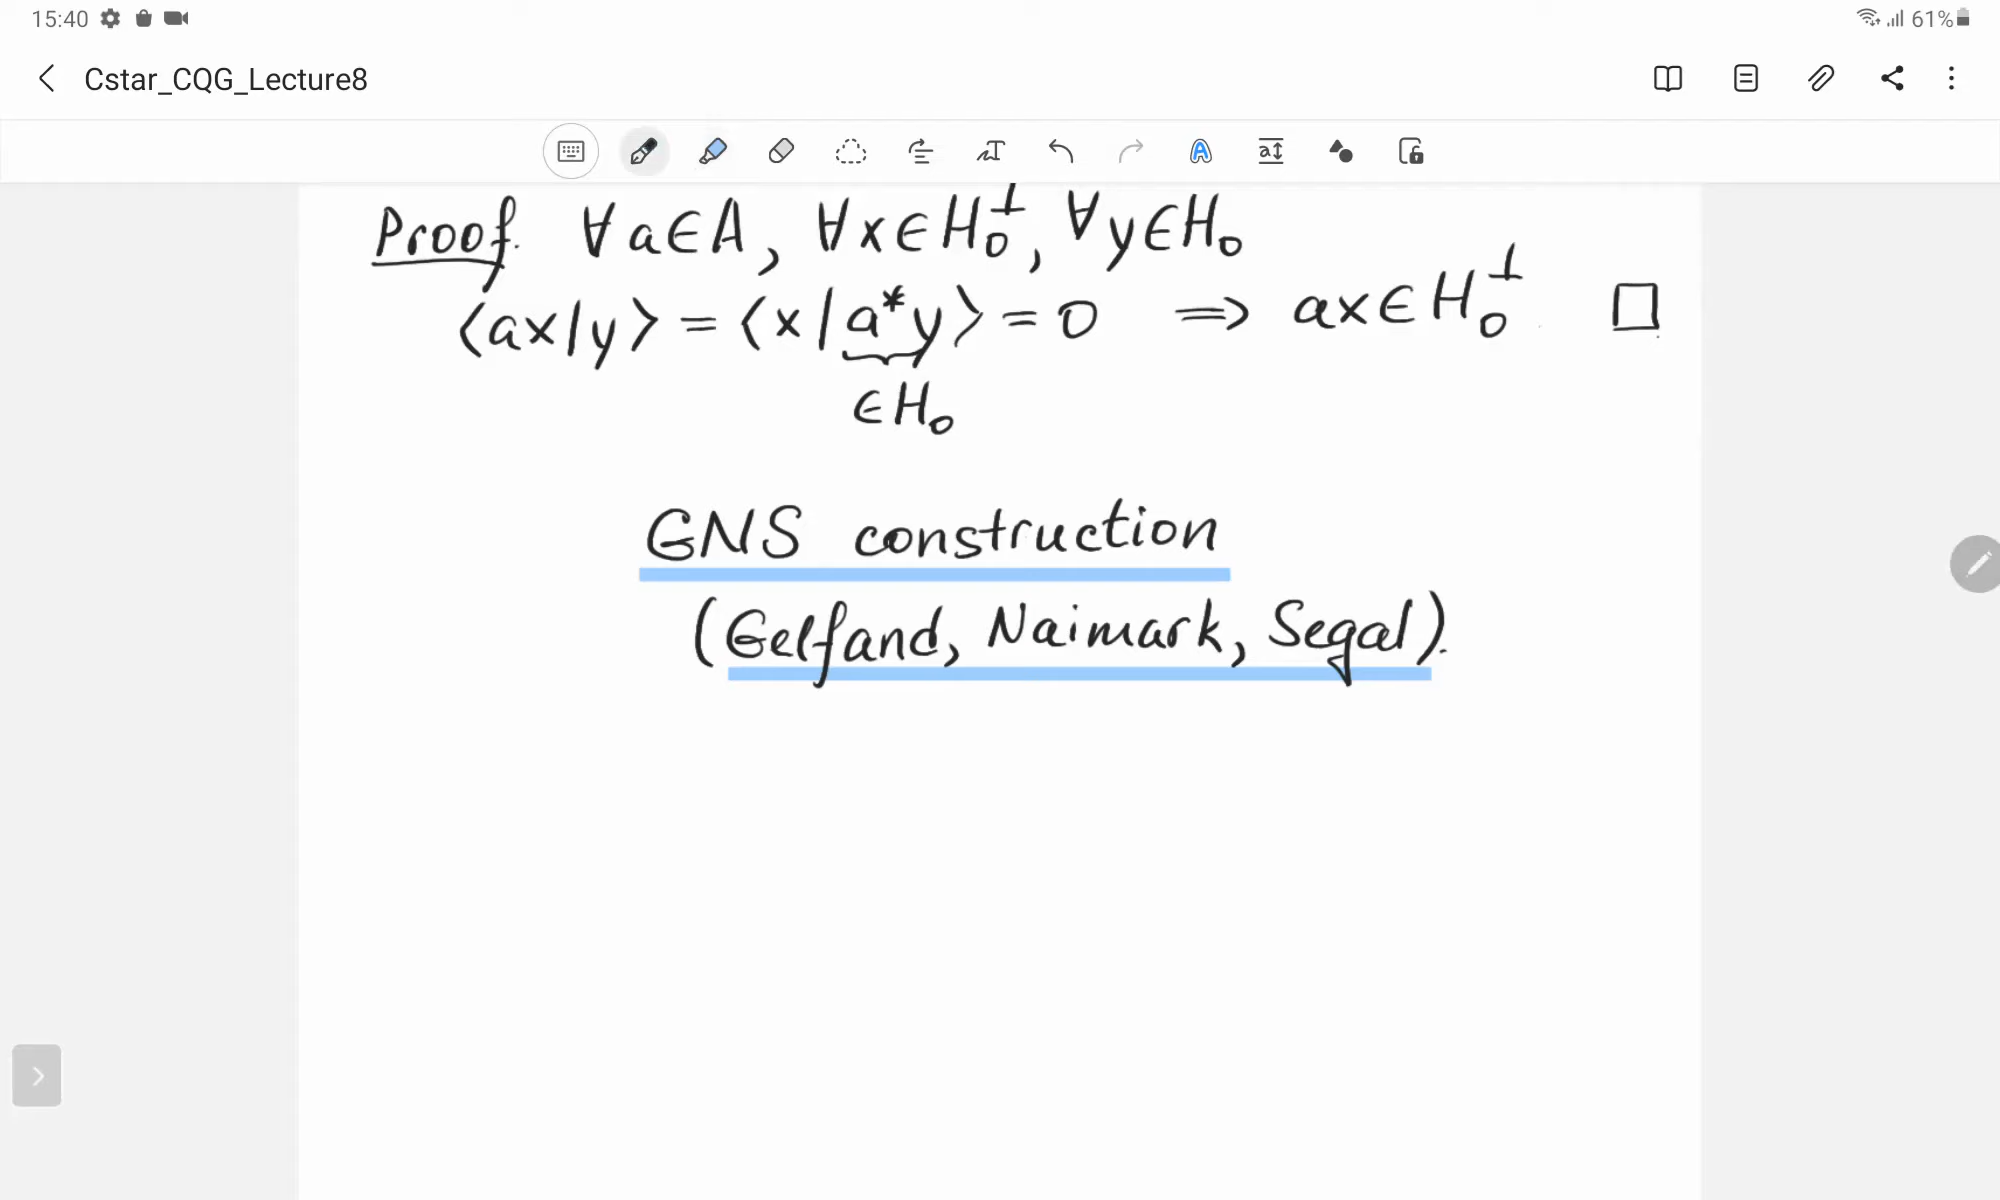 15:40 61%
Cstar_CQG_Lecture8
Proof. ∀a∈A, ∀x∈H₀^⊥, ∀y∈H₀
⟨ax|y⟩ = ⟨x|a*y⟩ = 0 ⟹ ax∈H₀^⊥ □
∈H₀
GNS construction
(Gelfand, Naimark, Segal).